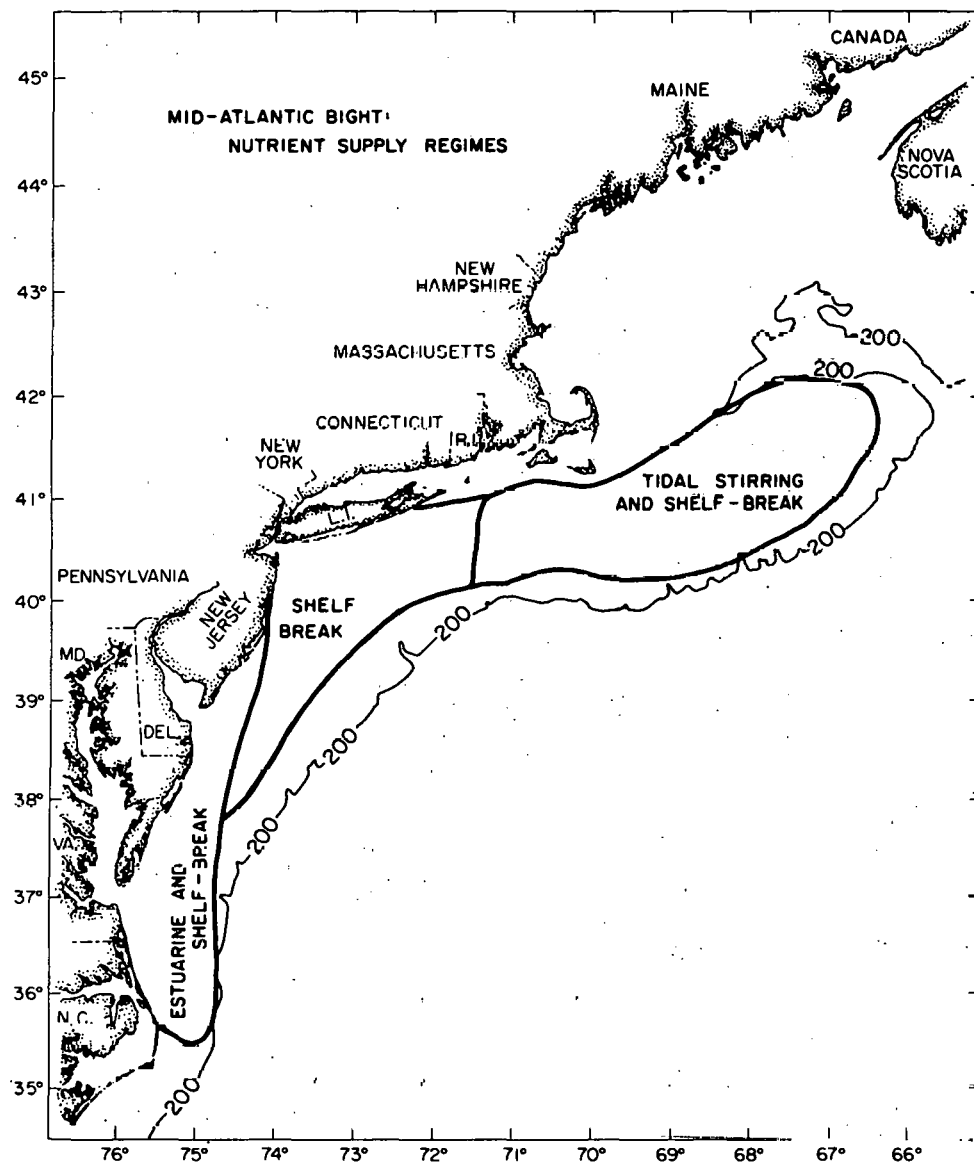 CANADA
45°
MAINE
MID-ATLANTIC BIGHT:
NUTRIENT SUPPLY REGIMES
NOVA
SCOTIA
44°
NEW
HAMPSHIRE
43°
MASSACHUSETTS
200
200
42°
CONNECTICUT
R.I.
NEW
YORK
TIDAL STIRRING
AND SHELF-BREAK
41°
L.I.
200
PENNSYLVANIA
40°
NEW
JERSEY
SHELF
BREAK
200
MD.
39°
DEL.
200
38°
200
VA.
ESTUARINE AND
SHELF-BREAK
37°
36°
N.C.
35°
200
76° 75° 74° 73° 72° 71° 70° 69° 68° 67° 66°